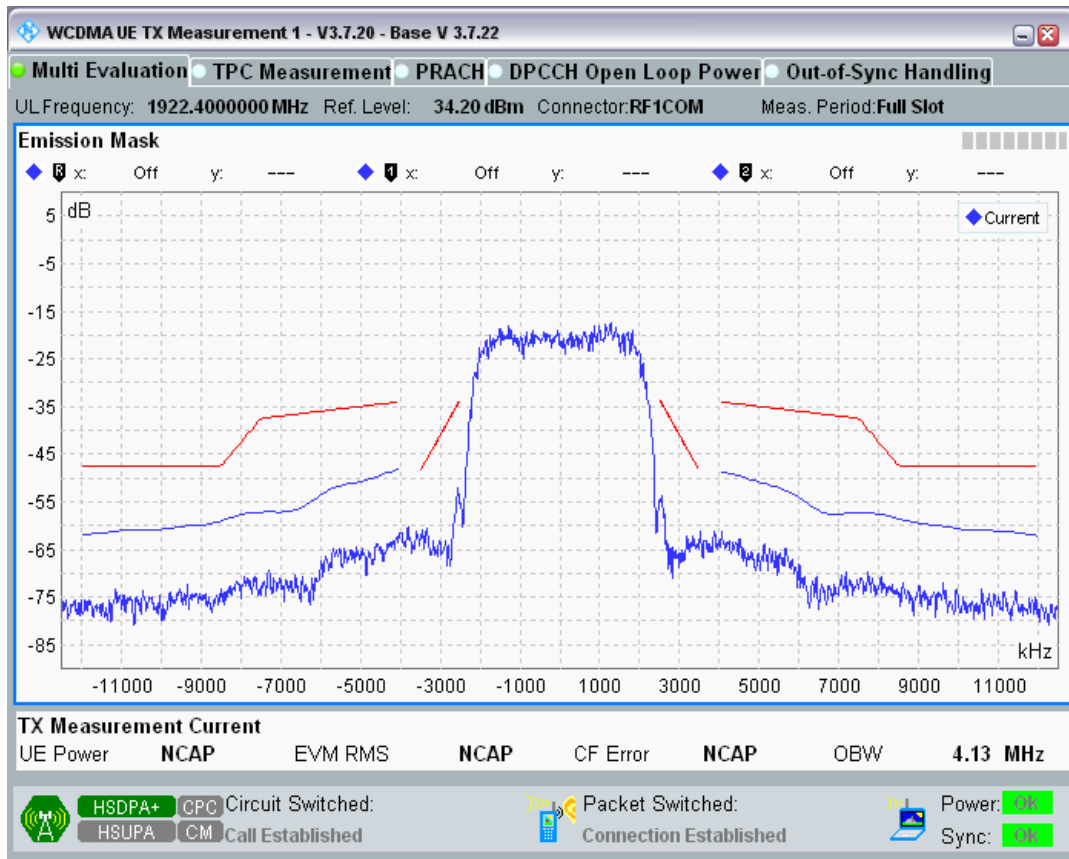 WCDMA UE TX Measurement 1 - V3.7.20 - Base V 3.7.22
Multi Evaluation TPC Measurement PRACH DPCCH Open Loop Power Out-of-Sync Handling
UL Frequency: 1922.4000000 MHz Ref. Level: 34.20 dBm Connector:RF1COM Meas. Period:Full Slot
Emission Mask
R x: Off y: --- 1 x: Off y: --- 2 x: Off y: ---
dB
Current
5
-5
-15
-25
-35
-45
-55
-65
-75
-85
kHz
-11000 -9000 -7000 -5000 -3000 -1000 1000 3000 5000 7000 9000 11000
TX Measurement Current
UE Power NCAP EVM RMS NCAP CF Error NCAP OBW 4.13 MHz
HSDPA+ CPC Circuit Switched: Packet Switched: Power: Ok
HSUPA CM Call Established Connection Established Sync: Ok